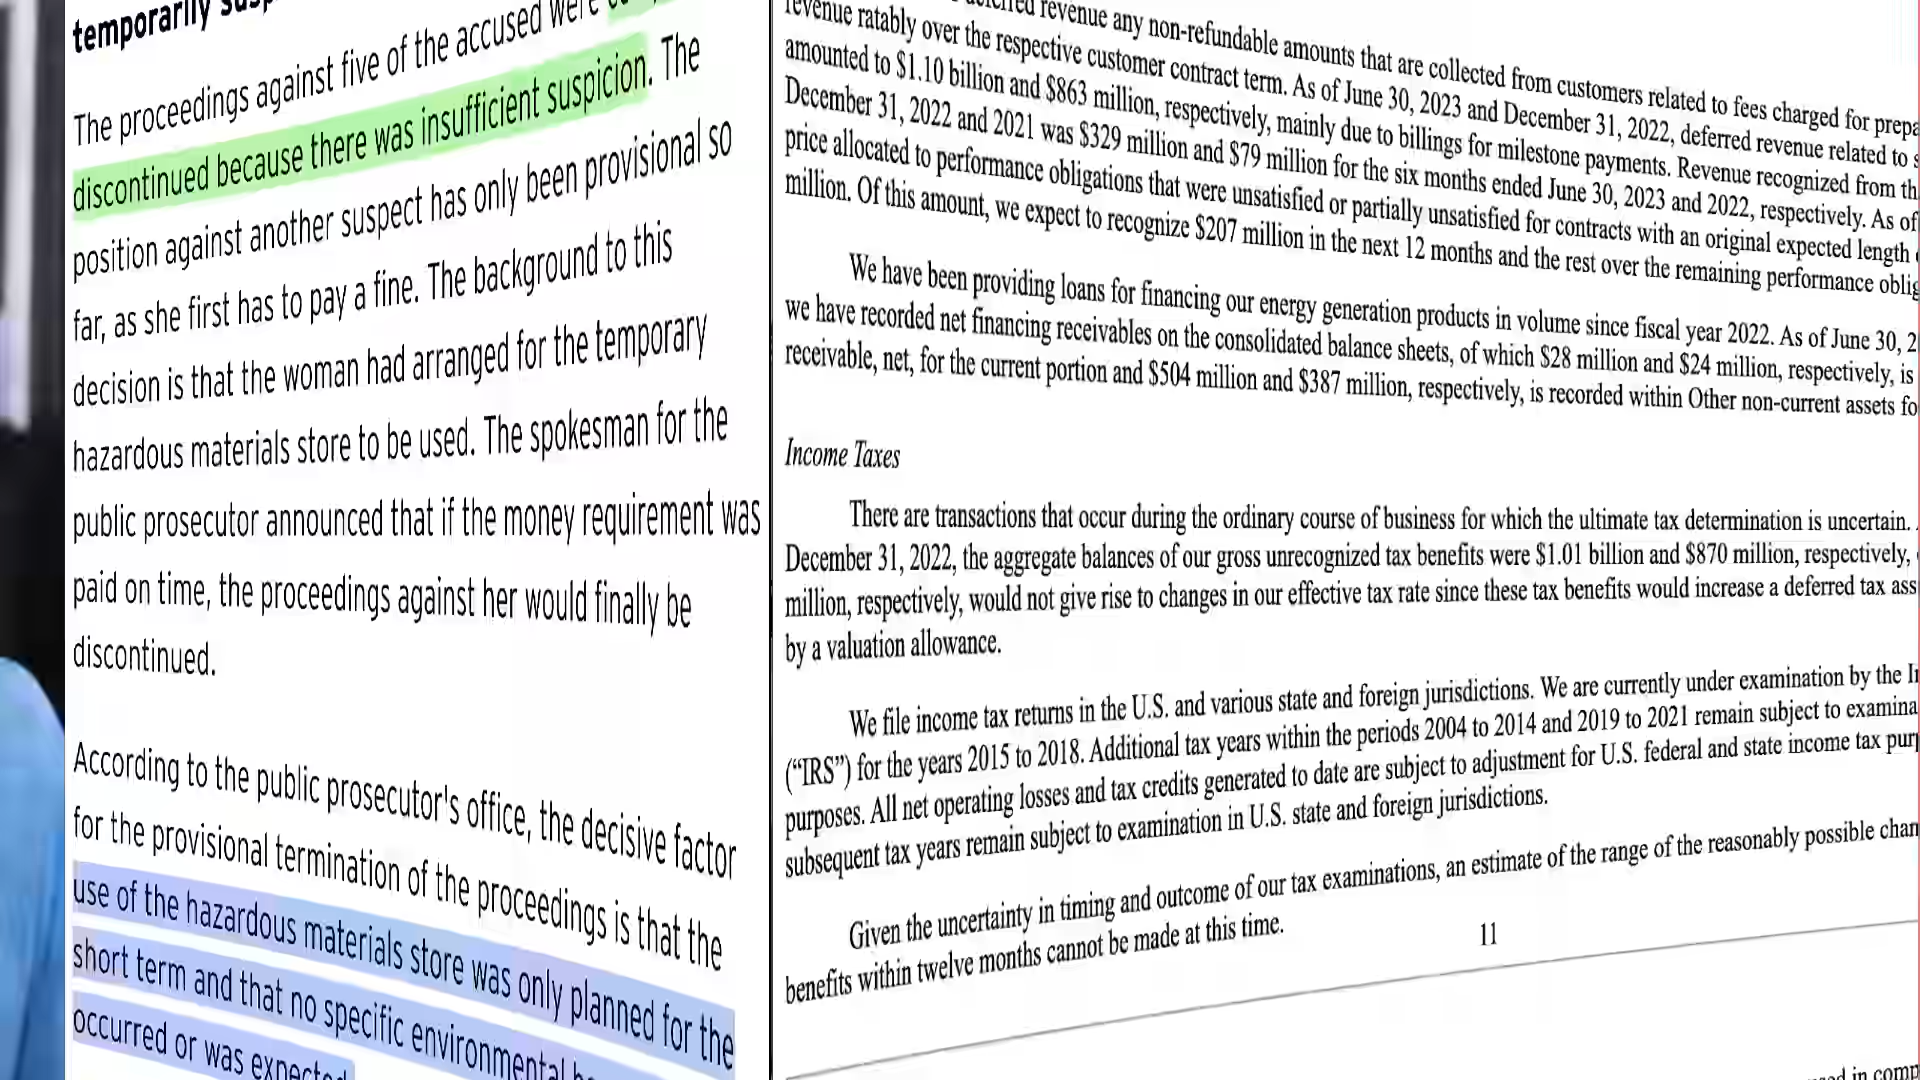 temporarily
The proceedings against five of the accused were
discontinued because there was insufficient suspicion. The
position against another suspect has only been provisional so
far, as she first has to pay a fine. The background to this
decision is that the woman had arranged for the temporary
hazardous materials store to be used. The spokesman for the
public prosecutor announced that if the money requirement was
paid on time, the proceedings against her would finally be
discontinued.
According to the public prosecutor's office, the decisive factor
for the provisional termination of the proceedings is that the
use of the hazardous materials store was only planned for the
short term and that no specific environmental
occurred or was expected
revenue any non-refundable amounts that are collected from customers related to fees charged for prepa
revenue ratably over the respective customer contract term. As of June 30, 2023 and December 31, 2022, deferred revenue related to s
amounted to $1.10 billion and $863 million, respectively, mainly due to billings for milestone payments. Revenue recognized from th
December 31, 2022 and 2021 was $329 million and $79 million for the six months ended June 30, 2023 and 2022, respectively. As of
price allocated to performance obligations that were unsatisfied or partially unsatisfied for contracts with an original expected length
million. Of this amount, we expect to recognize $207 million in the next 12 months and the rest over the remaining performance oblig
We have been providing loans for financing our energy generation products in volume since fiscal year 2022. As of June 30, 2
we have recorded net financing receivables on the consolidated balance sheets, of which $28 million and $24 million, respectively, is
receivable, net, for the current portion and $504 million and $387 million, respectively, is recorded within Other non-current assets fo
Income Taxes
There are transactions that occur during the ordinary course of business for which the ultimate tax determination is uncertain.
December 31, 2022, the aggregate balances of our gross unrecognized tax benefits were $1.01 billion and $870 million, respectively,
million, respectively, would not give rise to changes in our effective tax rate since these tax benefits would increase a deferred tax ass
by a valuation allowance.
We file income tax returns in the U.S. and various state and foreign jurisdictions. We are currently under examination by the I
("IRS") for the years 2015 to 2018. Additional tax years within the periods 2004 to 2014 and 2019 to 2021 remain subject to examina
purposes. All net operating losses and tax credits generated to date are subject to adjustment for U.S. federal and state income tax pur
subsequent tax years remain subject to examination in U.S. state and foreign jurisdictions.
Given the uncertainty in timing and outcome of our tax examinations, an estimate of the range of the reasonably possible chan
benefits within twelve months cannot be made at this time.
11
in comp